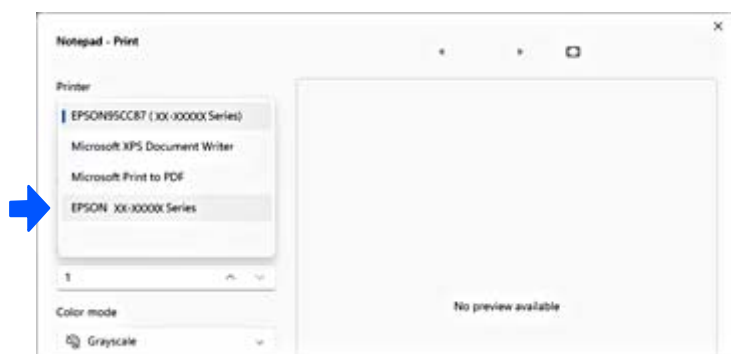 Notepad - Print
Printer
EPSON95CC87 ( XX-XXXXX Series)
Microsoft XPS Document Writer
Microsoft Print to PDF
EPSON XX-XXXXX Series
1
Color mode
Grayscale
No preview available